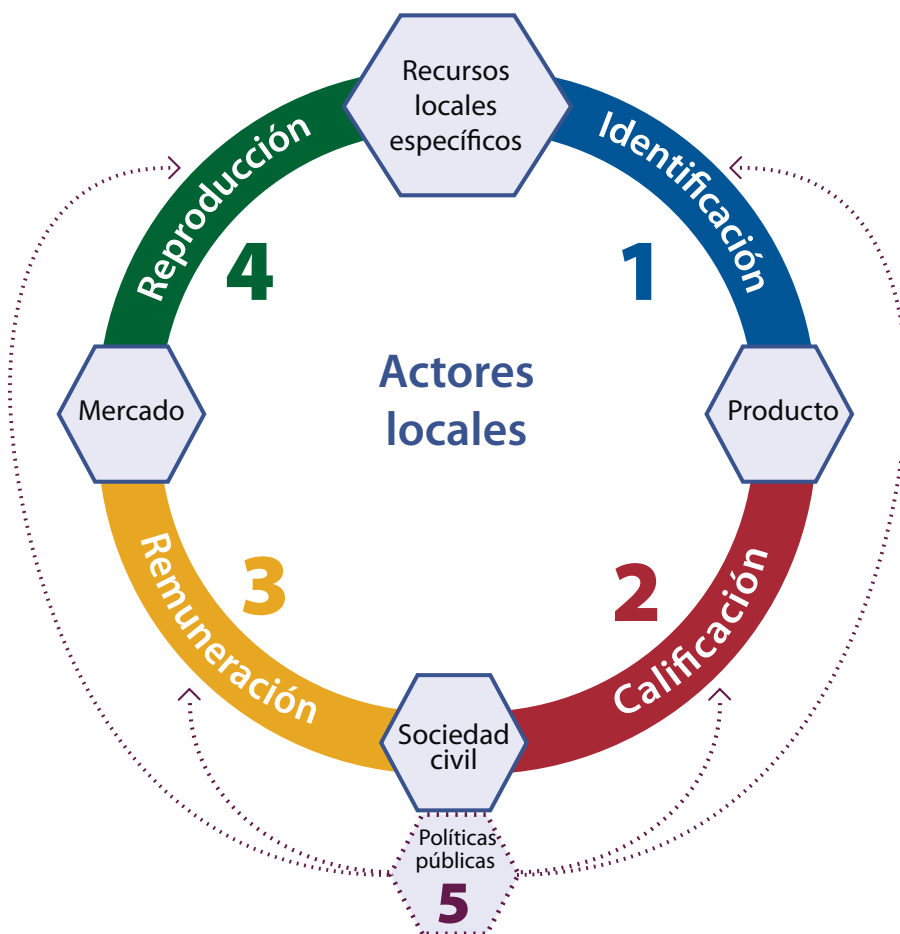 Recursos
locales
específicos
Identificación
1
Producto
Calificación
2
Sociedad
civil
Remuneración
3
Mercado
Reproducción
4
Actores
locales
Políticas
públicas
5